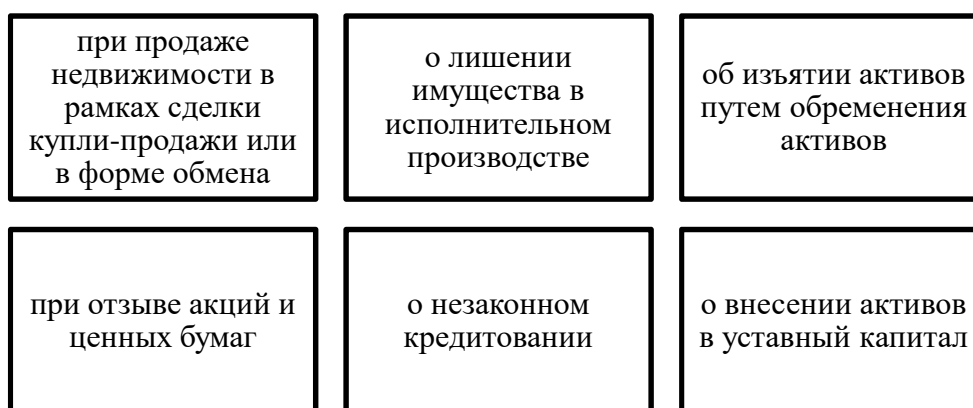 при продаже
недвижимости в
рамках сделки
купли-продажи или
в форме обмена
о лишении
имущества в
исполнительном
производстве
об изъятии активов
путем обременения
активов
при отзыве акций и
ценных бумаг
о незаконном
кредитовании
о внесении активов
в уставный капитал